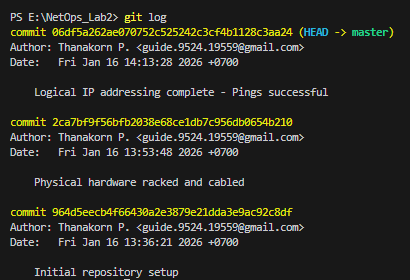 PS E:\NetOps_Lab2> git log
commit 06df5a262ae070752c525242c3cf4b1128c3aa24 (HEAD -> master)
Author: Thanakorn P. <guide.9524.19559@gmail.com>
Date:   Fri Jan 16 14:13:28 2026 +0700
    Logical IP addressing complete - Pings successful
commit 2ca7bf9f56bfb2038e68ce1db7c956db0654b210
Author: Thanakorn P. <guide.9524.19559@gmail.com>
Date:   Fri Jan 16 13:53:48 2026 +0700
    Physical hardware racked and cabled
commit 964d5eecb4f66430a2e3879e21dda3e9ac92c8df
Author: Thanakorn P. <guide.9524.19559@gmail.com>
Date:   Fri Jan 16 13:36:21 2026 +0700
    Initial repository setup